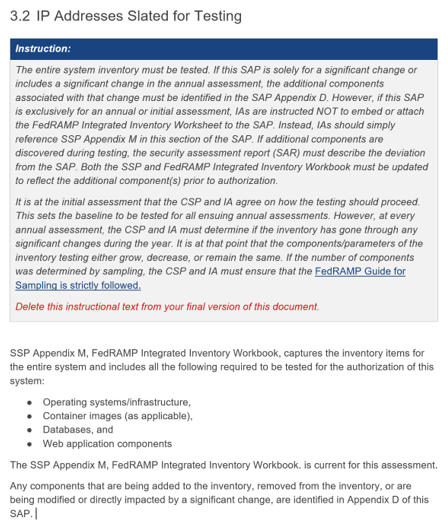 3.2 IP Addresses Slated for Testing
Instruction:
The entire system inventory must be tested. If this SAP is solely for a significant change or
includes a significant change in the annual assessment, the additional components
associated with that change must be identified in the SAP Appendix D. However, if this SAP
is exclusively for an annual or initial assessment, IAs are instructed NOT to embed or attach
the FedRAMP Integrated Inventory Worksheet to the SAP. Instead, IAs should simply
reference SSP Appendix M in this section of the SAP. If additional components are
discovered during testing, the security assessment report (SAR) must describe the deviation
from the SAP. Both the SSP and FedRAMP Integrated Inventory Workbook must be updated
to reflect the additional component(s) prior to authorization.
It is at the initial assessment that the CSP and IA agree on how the testing should proceed.
This sets the baseline to be tested for all ensuing annual assessments. However, at every
annual assessment, the CSP and IA must determine if the inventory has gone through any
significant changes during the year. It is at that point that the components/parameters of the
inventory testing either grow, decrease, or remain the same. If the number of components
was determined by sampling, the CSP and IA must ensure that the FedRAMP Guide for
Sampling is strictly followed.
Delete this instructional text from your final version of this document.
SSP Appendix M, FedRAMP Integrated Inventory Workbook, captures the inventory items for
the entire system and includes all the following required to be tested for the authorization of this
system:
● Operating systems/infrastructure,
● Container images (as applicable),
● Databases, and
● Web application components
The SSP Appendix M, FedRAMP Integrated Inventory Workbook. is current for this assessment.
Any components that are being added to the inventory, removed from the inventory, or are
being modified or directly impacted by a significant change, are identified in Appendix D of this
SAP.